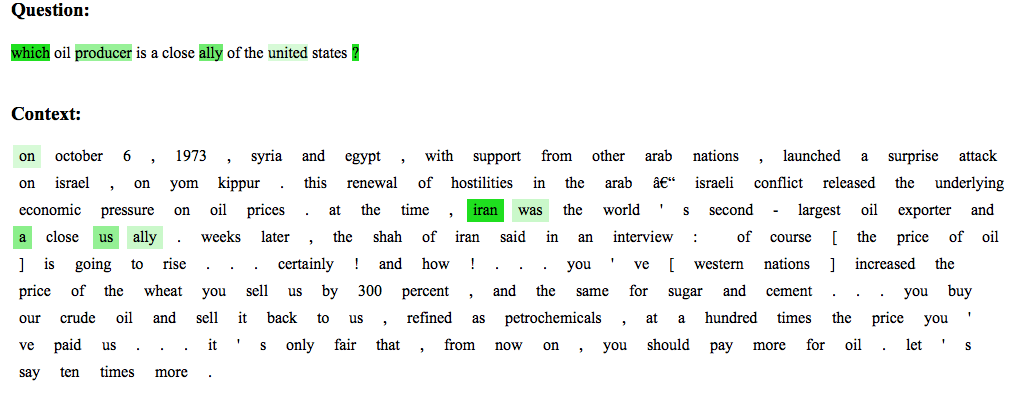 Question:
which oil producer is a close ally of the united states ?
Context:
on october 6 , 1973 , syria and egypt , with support from other arab nations , launched a surprise attack
on israel , on yom kippur . this renewal of hostilities in the arab â€“ israeli conflict released the underlying
economic pressure on oil prices . at the time , iran was the world ' s second - largest oil exporter and
a close us ally . weeks later , the shah of iran said in an interview : of course [ the price of oil
] is going to rise . . . certainly ! and how ! . . . you ' ve [ western nations ] increased the
price of the wheat you sell us by 300 percent , and the same for sugar and cement . . . you buy
our crude oil and sell it back to us , refined as petrochemicals , at a hundred times the price you '
ve paid us . . . it ' s only fair that , from now on , you should pay more for oil . let ' s
say ten times more .